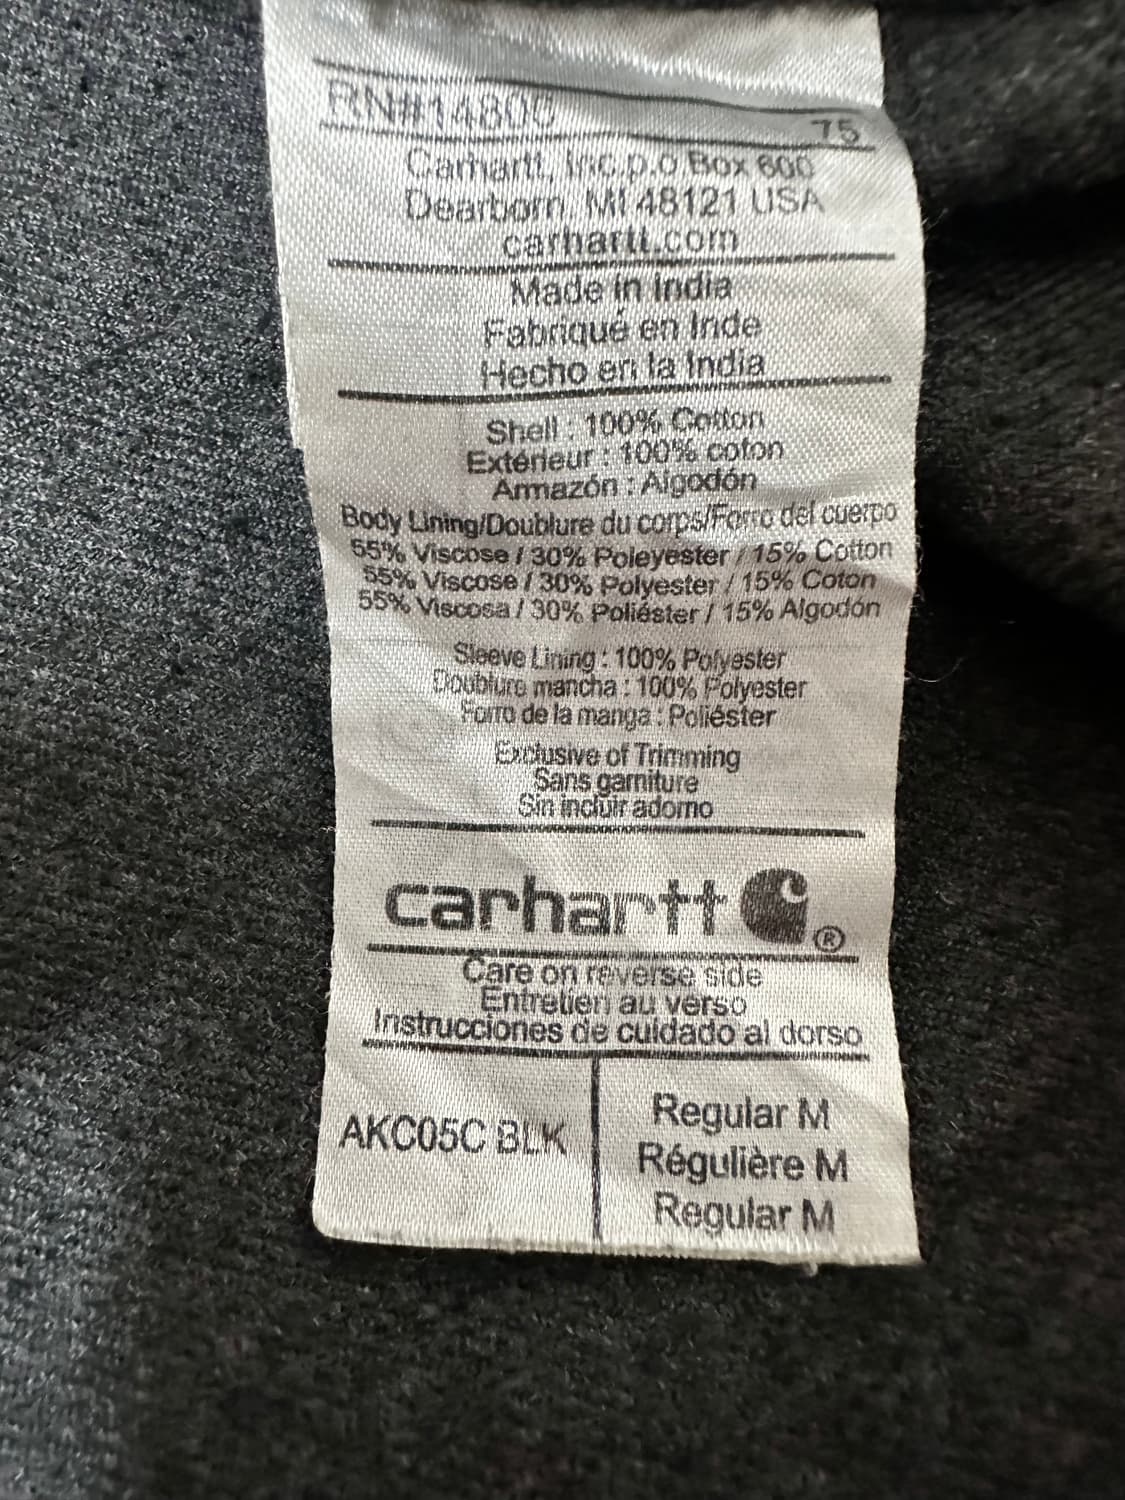 RN#14806
75
Carhartt, Inc.p.o.Box 600
Dearborn. MI 48121 USA
carhartt.com
Made in India
Fabriqué en Inde
Hecho en la India
Shell : 100% Cotton
Extérieur : 100% coton
Armazón : Algodón
Body Lining/Doublure du corps/Forro del cuerpo
55% Viscose / 30% Poleyester / 15% Cotton
55% Viscose / 30% Polyester / 15% Coton
55% Viscosa / 30% Poliéster / 15% Algodón
Sleeve Lining : 100% Polyester
Doublure mancha : 100% Polyester
Forro de la manga : Poliéster
Exclusive of Trimming
Sans garniture
Sin incluir adorno
carhartt ®
Care on reverse side
Entretien au verso
Instrucciones de cuidado al dorso
AKC05C BLK
Regular M
Régulière M
Regular M